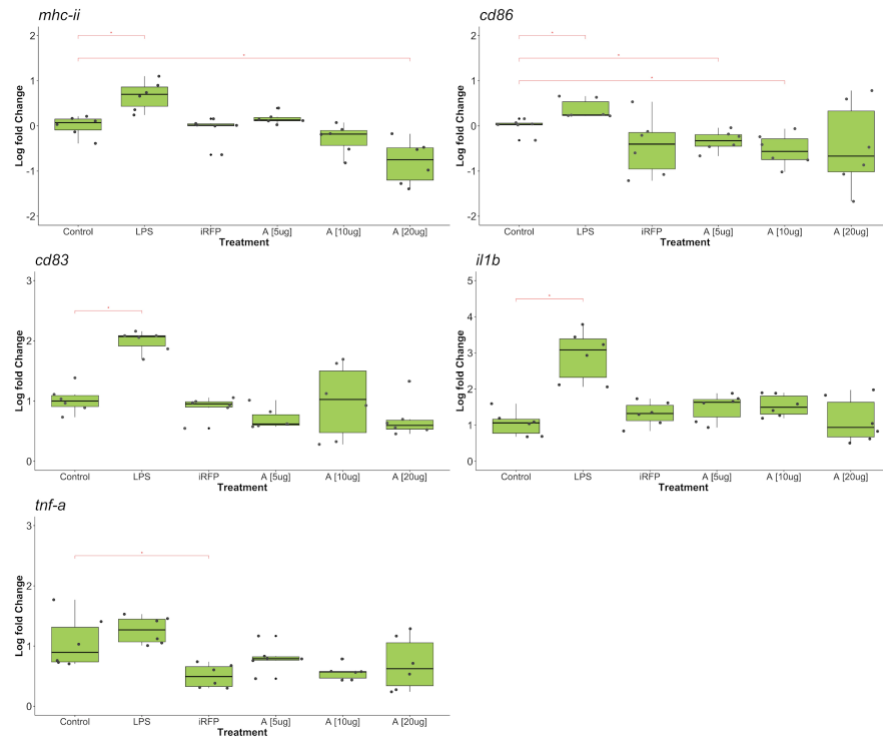 mhc-ii
2
1
0
-1
-2
Log fold Change
Control LPS iRFP A [5ug] A [10ug] A [20ug]
Treatment
*
*
cd86
2
1
0
-1
-2
Log fold Change
Control LPS iRFP A [5ug] A [10ug] A [20ug]
Treatment
*
*
*
cd83
3
2
1
0
Log fold Change
Control LPS iRFP A [5ug] A [10ug] A [20ug]
Treatment
*
il1b
5
4
3
2
1
0
Log fold Change
Control LPS iRFP A [5ug] A [10ug] A [20ug]
Treatment
*
tnf-a
3
2
1
0
Log fold Change
Control LPS iRFP A [5ug] A [10ug] A [20ug]
Treatment
*